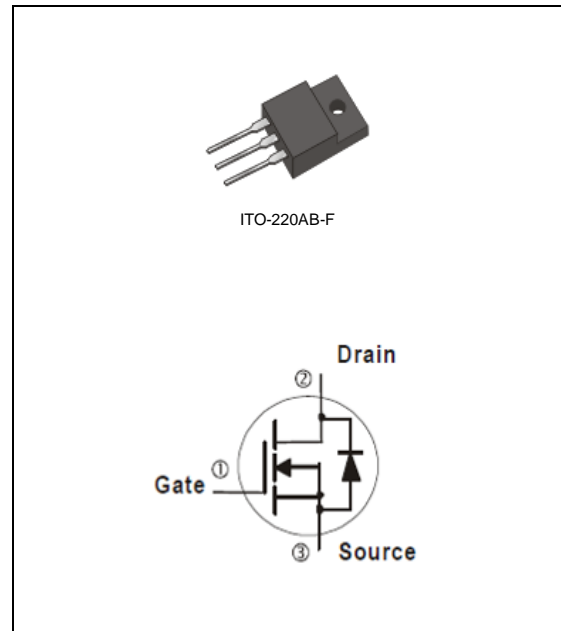 ITO-220AB-F
Drain
②
①
Gate
③ Source